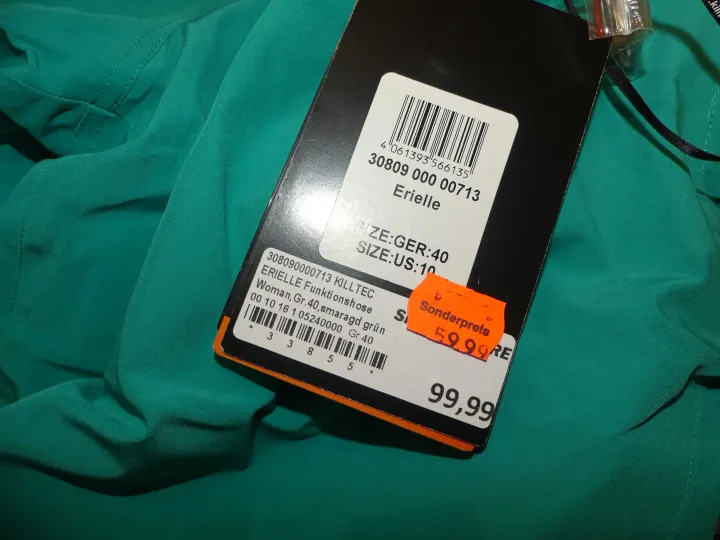 4 061393 566135
30809 000 00713
Erielle
SIZE:GER:40
SIZE:US:10
308090000713 KILLTEC
ERIELLE Funktionshose
Woman,Gr.40,smaragd grün
00 10 16 1 05240000 Gr.40
* 3 3 8 5 5 *
Sonderpreis
59,99
99,99